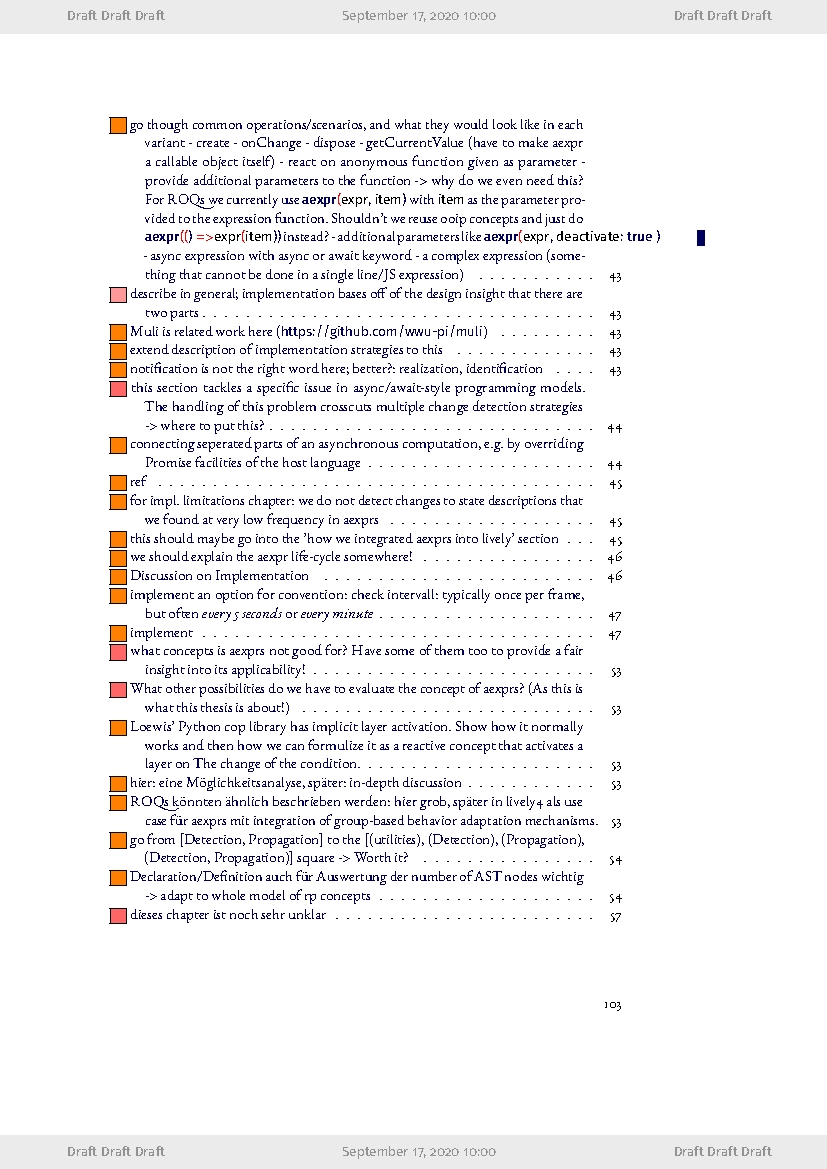 Draft Draft Draft September 17, 2020 10:00 Draft Draft Draft
go though common operations/scenarios, and what they would look like in each
variant - create - onChange - dispose - getCurrentValue (have to make aexpr
a callable object itself) - react on anonymous function given as parameter -
provide additional parameters to the function -> why do we even need this?
For ROQs we currently use aexpr(expr, item) with item as the parameter pro-
vided to the expression function. Shouldn't we reuse ooip concepts and just do
aexpr(() =>expr(item)) instead? - additional parameters like aexpr(expr, deactivate: true )
- async expression with async or await keyword - a complex expression (some-
thing that cannot be done in a single line/JS expression) . . . . . . . . . . . 43
describe in general; implementation bases off of the design insight that there are
two parts . . . . . . . . . . . . . . . . . . . . . . . . . . . . . . . . . . . . 43
Muli is related work here (https://github.com/wwu-pi/muli) . . . . . . . . . 43
extend description of implementation strategies to this . . . . . . . . . . . . . 43
notification is not the right word here; better?: realization, identification . . . . 43
this section tackles a specific issue in async/await-style programming models.
The handling of this problem crosscuts multiple change detection strategies
-> where to put this? . . . . . . . . . . . . . . . . . . . . . . . . . . . . . . 44
connecting seperated parts of an asynchronous computation, e.g. by overriding
Promise facilities of the host language . . . . . . . . . . . . . . . . . . . . . 44
ref . . . . . . . . . . . . . . . . . . . . . . . . . . . . . . . . . . . . . . . . 45
for impl. limitations chapter: we do not detect changes to state descriptions that
we found at very low frequency in aexprs . . . . . . . . . . . . . . . . . . . 45
this should maybe go into the 'how we integrated aexprs into lively' section . . . 45
we should explain the aexpr life-cycle somewhere! . . . . . . . . . . . . . . . . 46
Discussion on Implementation . . . . . . . . . . . . . . . . . . . . . . . . . 46
implement an option for convention: check intervall: typically once per frame,
but often every 5 seconds or every minute . . . . . . . . . . . . . . . . . . . . 47
implement . . . . . . . . . . . . . . . . . . . . . . . . . . . . . . . . . . . . 47
what concepts is aexprs not good for? Have some of them too to provide a fair
insight into its applicability! . . . . . . . . . . . . . . . . . . . . . . . . . . 53
What other possibilities do we have to evaluate the concept of aexprs? (As this is
what this thesis is about!) . . . . . . . . . . . . . . . . . . . . . . . . . . . 53
Loewis' Python cop library has implicit layer activation. Show how it normally
works and then how we can formulize it as a reactive concept that activates a
layer on The change of the condition. . . . . . . . . . . . . . . . . . . . . . 53
hier: eine Möglichkeitsanalyse, später: in-depth discussion . . . . . . . . . . . . 53
ROQs könnten ähnlich beschrieben werden: hier grob, später in lively4 als use
case für aexprs mit integration of group-based behavior adaptation mechanisms. 53
go from [Detection, Propagation] to the [(utilities), (Detection), (Propagation),
(Detection, Propagation)] square -> Worth it? . . . . . . . . . . . . . . . . 54
Declaration/Definition auch für Auswertung der number of AST nodes wichtig
-> adapt to whole model of rp concepts . . . . . . . . . . . . . . . . . . . . 54
dieses chapter ist noch sehr unklar . . . . . . . . . . . . . . . . . . . . . . . . 57
103
Draft Draft Draft September 17, 2020 10:00 Draft Draft Draft